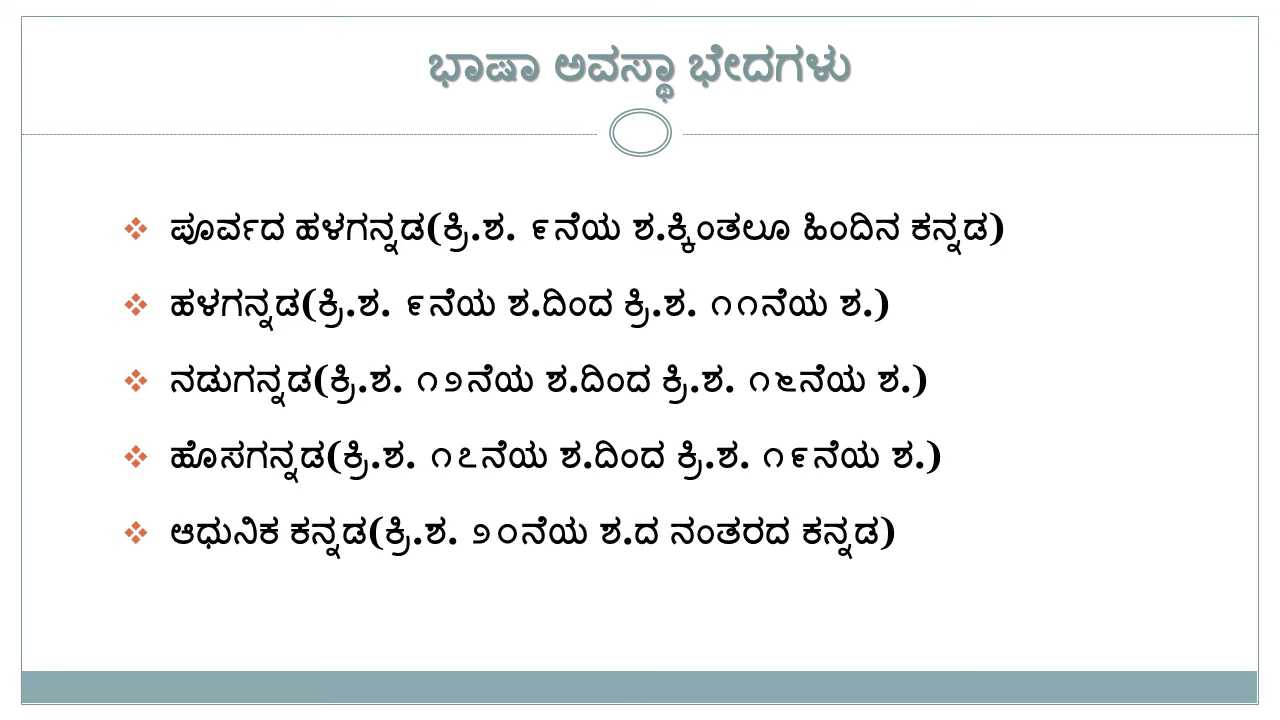 ಭಾಷಾ ಅವಸ್ಥಾ ಭೇದಗಳು
ಪೂರ್ವದ ಹಳಗನ್ನಡ(ಕ್ರಿ.ಶ. ೯ನೆಯ ಶ.ಕ್ಕಿಂತಲೂ ಹಿಂದಿನ ಕನ್ನಡ)
ಹಳಗನ್ನಡ(ಕ್ರಿ.ಶ. ೯ನೆಯ ಶ.ದಿಂದ ಕ್ರಿ.ಶ. ೧೧ನೆಯ ಶ.)
ನಡುಗನ್ನಡ(ಕ್ರಿ.ಶ. ೧೨ನೆಯ ಶ.ದಿಂದ ಕ್ರಿ.ಶ. ೧೬ನೆಯ ಶ.)
ಹೊಸಗನ್ನಡ(ಕ್ರಿ.ಶ. ೧೭ನೆಯ ಶ.ದಿಂದ ಕ್ರಿ.ಶ. ೧೯ನೆಯ ಶ.)
ಆಧುನಿಕ ಕನ್ನಡ(ಕ್ರಿ.ಶ. ೨೦ನೆಯ ಶ.ದ ನಂತರದ ಕನ್ನಡ)